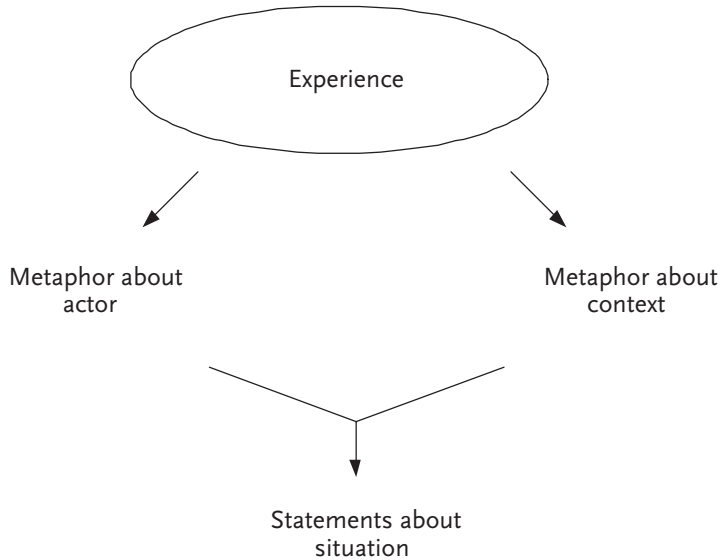 Experience
Metaphor about
actor
Metaphor about
context
Statements about
situation